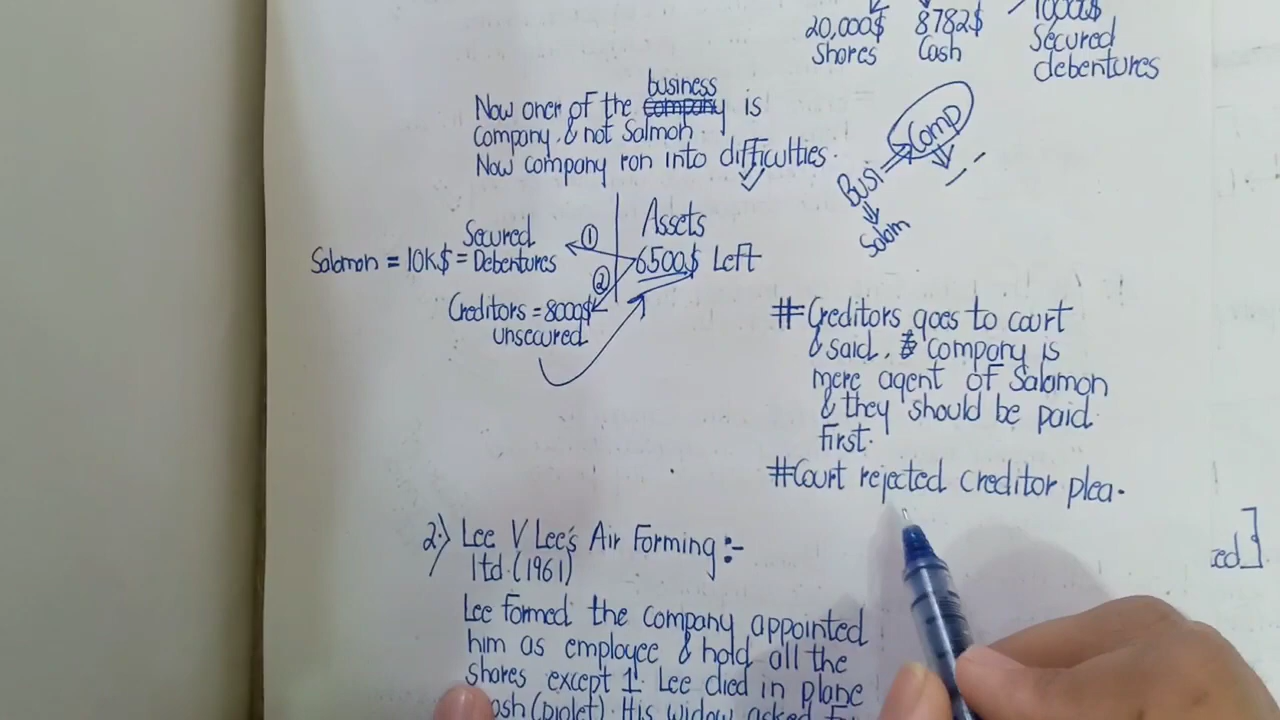 20,000$ 8782$ 10000$
Shares Cash Secured
debentures
business
Now oner of the company is
Company & not Salmon
Now company ran into difficulties.
Comp
Busi
Salom
Assets
Secured ①
Salomon = 10K$ = Debentures
6500$ Left
②
Creditors = 8000$
unsecured
#Creditors goes to court
& said, company is
mere agent of Salomon
& they should be paid
first.
#Court rejected creditor plea.
2.) Lee V Lee's Air Forming :-
ltd (1961)
Lee formed the company appointed
him as employee & hold all the
shares except 1. Lee died in plane
(piolet). His widow asked